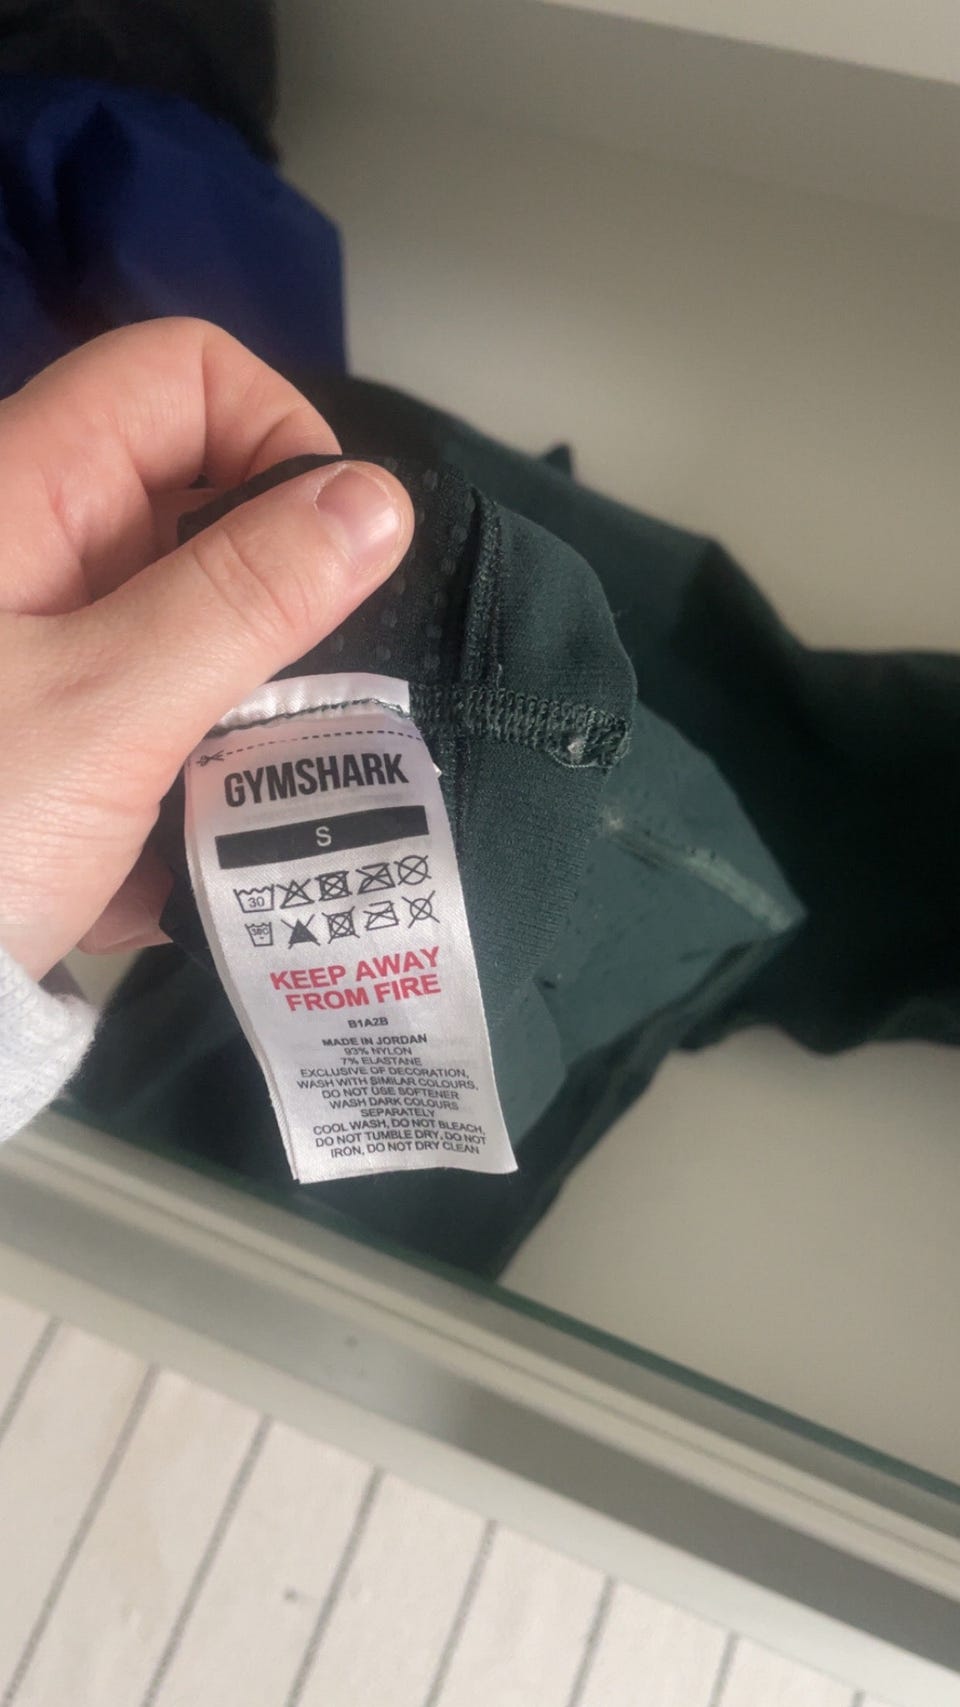 GYMSHARK
S
30
KEEP AWAY
FROM FIRE
B1A2B
MADE IN JORDAN
93% NYLON
7% ELASTANE
EXCLUSIVE OF DECORATION,
WASH WITH SIMILAR COLOURS,
DO NOT USE SOFTENER
WASH DARK COLOURS
SEPARATELY
COOL WASH, DO NOT BLEACH,
DO NOT TUMBLE DRY, DO NOT
IRON, DO NOT DRY CLEAN